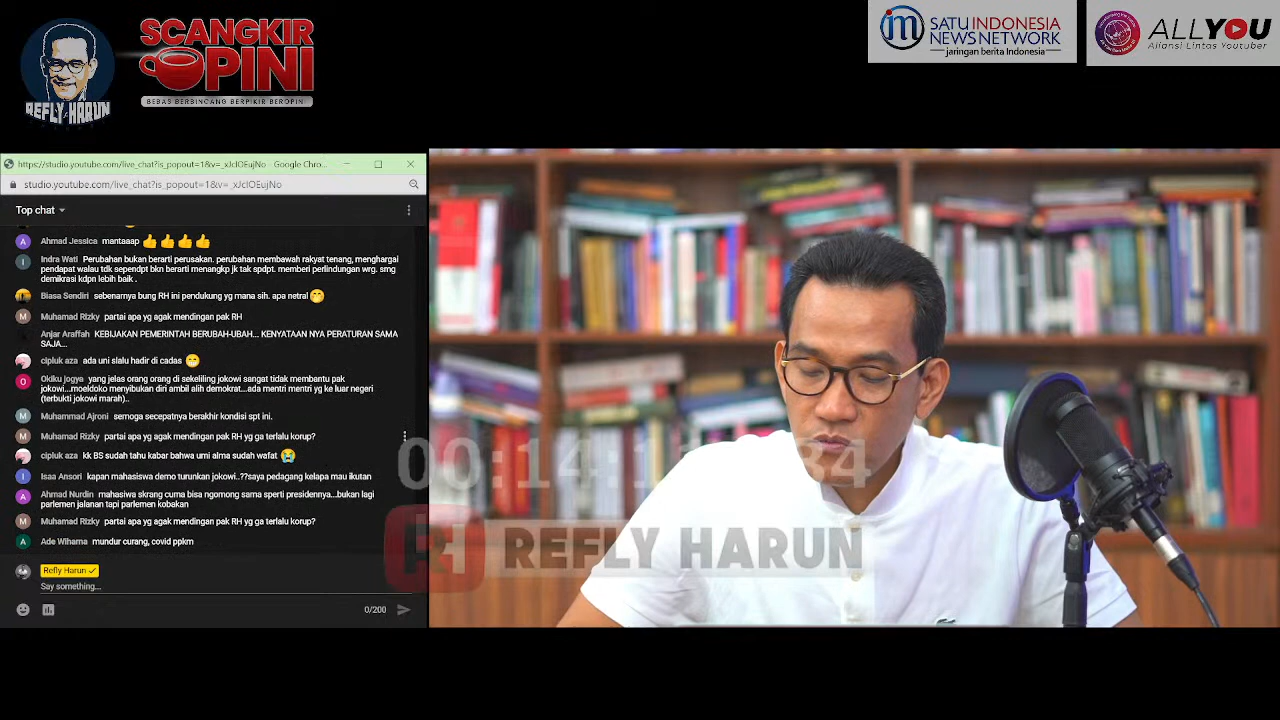 REFLY HARUN
SCANGKIR
OPINI
BEBAS BERBINCANG BERPIKIR BEROPINI
SATU INDONESIA
NEWS NETWORK
jaringan berita Indonesia
ALLYOU
Aliansi Lintas Youtuber
https://studio.youtube.com/live_chat?is_popout=1&v=_xJclOEujNo - Google Chro...
studio.youtube.com/live_chat?is_popout=1&v=_xJclOEujNo
Top chat
Ahmad Jessica mantaaap 👍👍👍👍
Indra Wati Perubahan bukan berarti perusakan. perubahan membawah rakyat tenang, menghargai
pendapat walau tdk sependpt bkn berarti menangkp jk tak spdpt. memberi perlindungan wrg. smg
demikrasi kdpn lebih baik .
Biasa Sendiri sebenarnya bung RH ini pendukung yg mana sih. apa netral😁
Muhamad Rizky partai apa yg agak mendingan pak RH
Anjar Araffah KEBIJAKAN PEMERINTAH BERUBAH-UBAH... KENYATAAN NYA PERATURAN SAMA
SAJA...
cipluk aza ada uni slalu hadir di cadas 😁
Okiku jogya yang jelas orang orang di sekeliling jokowi sangat tidak membantu pak
jokowi...moeldoko menyibukan diri ambil alih demokrat...ada mentri mentri yg ke luar negeri
(terbukti jokowi marah)..
Muhammad Ajroni semoga secepatnya berakhir kondisi spt ini.
Muhamad Rizky partai apa yg agak mendingan pak RH yg ga terlalu korup?
cipluk aza kk BS sudah tahu kabar bahwa umi alma sudah wafat 😭
Isaa Ansori kapan mahasiswa demo turunkan jokowi..??saya pedagang kelapa mau ikutan
Ahmad Nurdin mahasiwa skrang cuma bisa ngomong sama sperti presidennya...bukan lagi
parlemen jalanan tapi parlemen kobakan
Muhamad Rizky partai apa yg agak mendingan pak RH yg ga terlalu korup?
Ade Wihama mundur curang, covid ppkm
Refly Harun
Say something...
0/200
REFLY HARUN